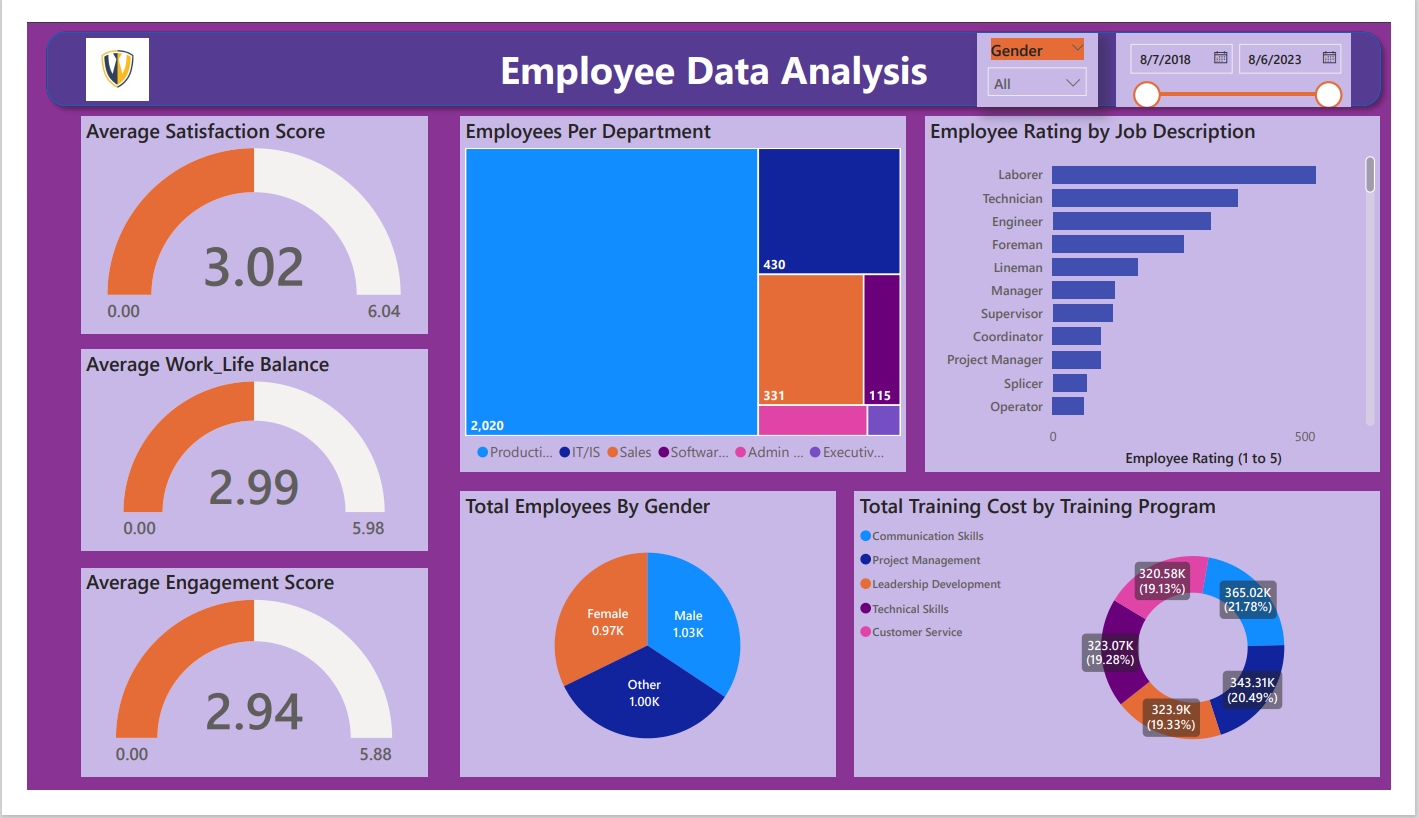 Employee Data Analysis
Gender
All
8/7/2018
8/6/2023
Average Satisfaction Score
3.02
0.00
6.04
Average Work_Life Balance
2.99
0.00
5.98
Average Engagement Score
2.94
0.00
5.88
Employees Per Department
2,020
430
331
115
Producti...
IT/IS
Sales
Softwar...
Admin ...
Executiv...
Employee Rating by Job Description
Laborer
Technician
Engineer
Foreman
Lineman
Manager
Supervisor
Coordinator
Project Manager
Splicer
Operator
0
500
Employee Rating (1 to 5)
Total Employees By Gender
Female
0.97K
Male
1.03K
Other
1.00K
Total Training Cost by Training Program
Communication Skills
Project Management
Leadership Development
Technical Skills
Customer Service
320.58K
(19.13%)
365.02K
(21.78%)
323.07K
(19.28%)
343.31K
(20.49%)
323.9K
(19.33%)